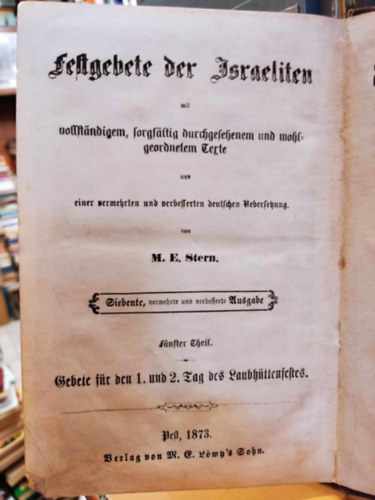 Festgebete der Israeliten
mit
vollständigem, sorgfältig durchgesehenem und wohl-
geordnetem Texte
und
einer vermehrten und verbesserten deutschen Uebersetzung.
von
M. E. Stern.
Siebente, vermehrte und verbesserte Ausgabe
Fünfter Theil.
Gebete für den 1. und 2. Tag des Laubhüttenfestes.
Pest, 1873.
Verlag von M. E. Löwy's Sohn.